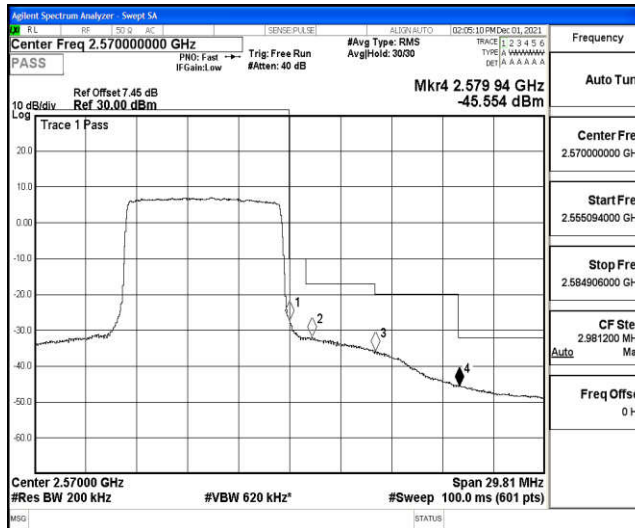 Agilent Spectrum Analyzer - Swept SA
RL RF 50 Ω AC SENSE:PULSE ALIGN AUTO 02:05:10 PM Dec 01, 2021
Center Freq 2.570000000 GHz
PASS
PNO: Fast
IFGain:Low
Trig: Free Run
#Atten: 40 dB
#Avg Type: RMS
Avg|Hold: 30/30
TRACE 1 2 3 4 5 6
TYPE A WWWWW
DET A A A A A A
Ref Offset 7.45 dB
10 dB/div Ref 30.00 dBm
Log
Mkr4 2.579 94 GHz
-45.554 dBm
Trace 1 Pass
20.0
10.0
0.00
-10.0
-20.0
-30.0
-40.0
-50.0
-60.0
1
2
3
4
Center 2.57000 GHz Span 29.81 MHz
#Res BW 200 kHz #VBW 620 kHz* #Sweep 100.0 ms (601 pts)
MSG STATUS
Frequency
Auto Tun
Center Fre
2.570000000 GH
Start Fre
2.555094000 GH
Stop Fre
2.584906000 GH
CF Ste
2.981200 MH
Auto Ma
Freq Offse
0 H